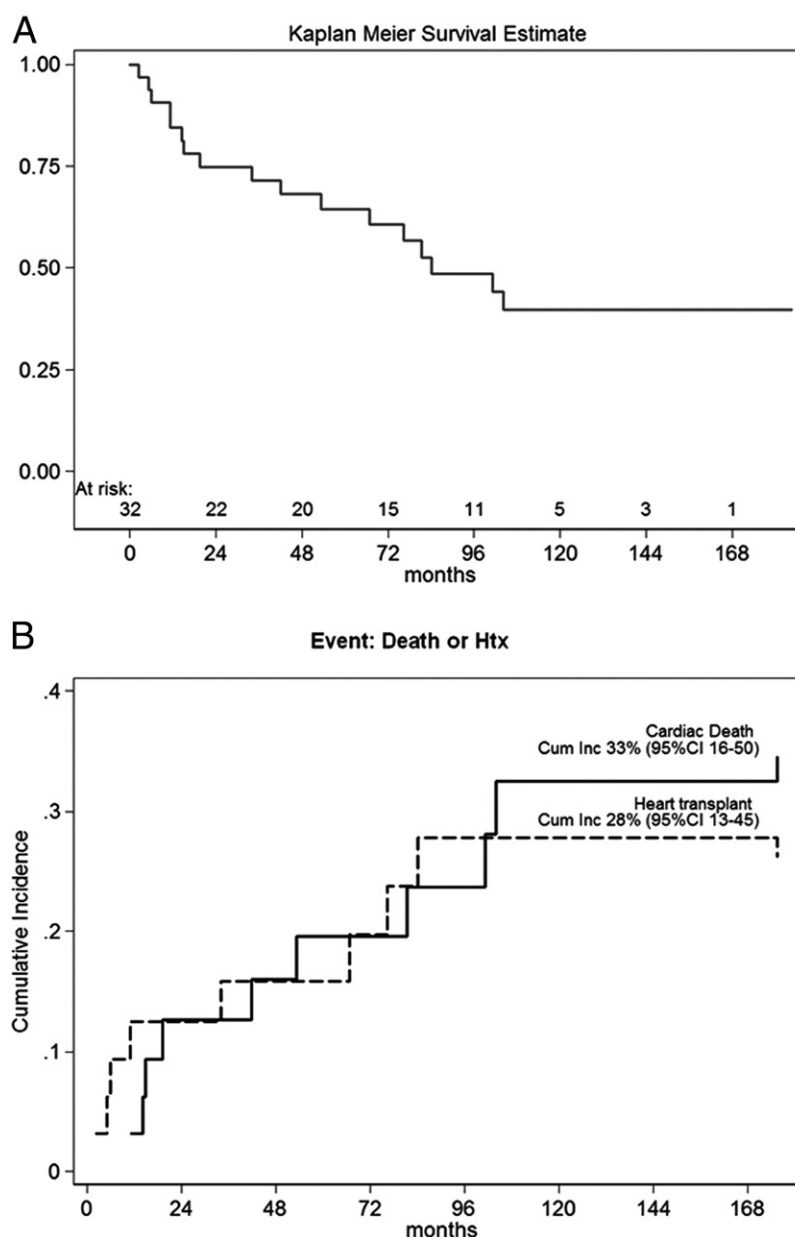 A
Kaplan Meier Survival Estimate
1.00
0.75
0.50
0.25
0.00
At risk:
32 22 20 15 11 5 3 1
0 24 48 72 96 120 144 168
months
B
Event: Death or Htx
.4
Cardiac Death
Cum Inc 33% (95%CI 16-50)
.3
Heart transplant
Cum Inc 28% (95%CI 13-45)
Cumulative Incidence
.2
.1
0
0 24 48 72 96 120 144 168
months